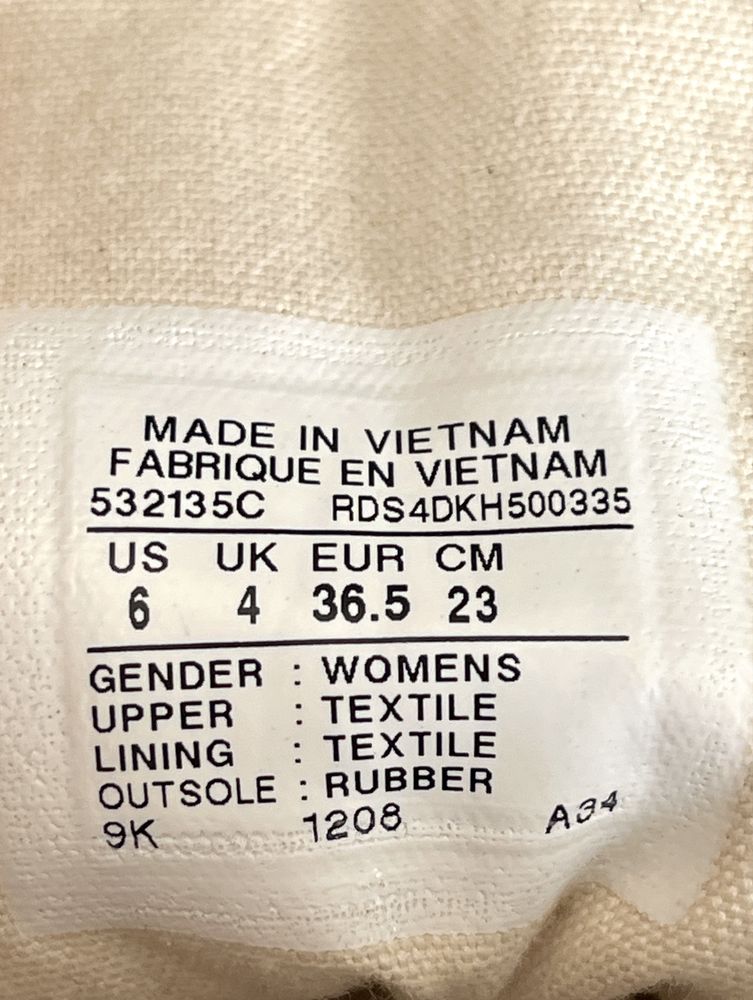 MADE IN VIETNAM
FABRIQUE EN VIETNAM
532135C RDS4DKH500335
US UK EUR CM
6 4 36.5 23
GENDER : WOMENS
UPPER : TEXTILE
LINING : TEXTILE
OUTSOLE : RUBBER
9K 1208 A34